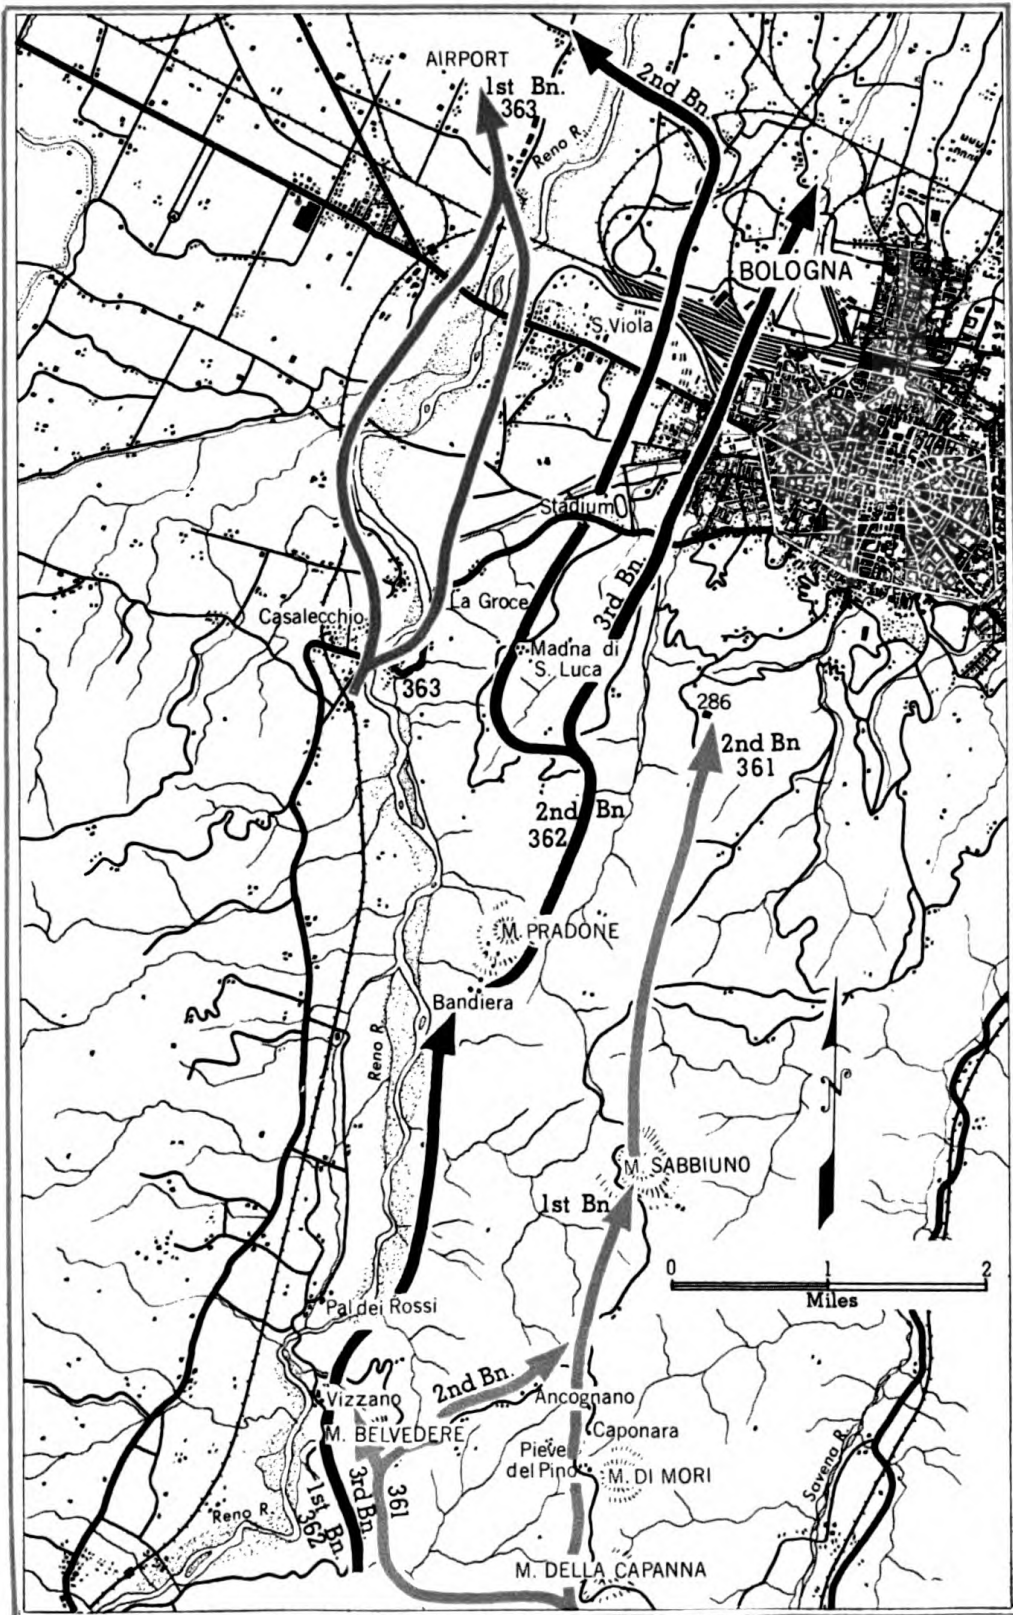 AIRPORT
1st Bn.
363
2nd Bn.
Reno R.
BOLOGNA
S. Viola
Stadium
3rd Bn.
La Groce
Casalecchio
Madna di
S. Luca
363
286
2nd Bn
361
2nd Bn
362
M. PRADONE
Bandiera
Reno R.
N
M. SABBIUNO
1st Bn
0 1 2
Miles
Pal dei Rossi
2nd Bn.
Vizzano
Ancognano
M. BELVEDERE
Caponara
Pieve
del Pino
M. DI MORI
Savena R.
361
3rd Bn.
1st Bn.
362
Reno R.
M. DELLA CAPANNA